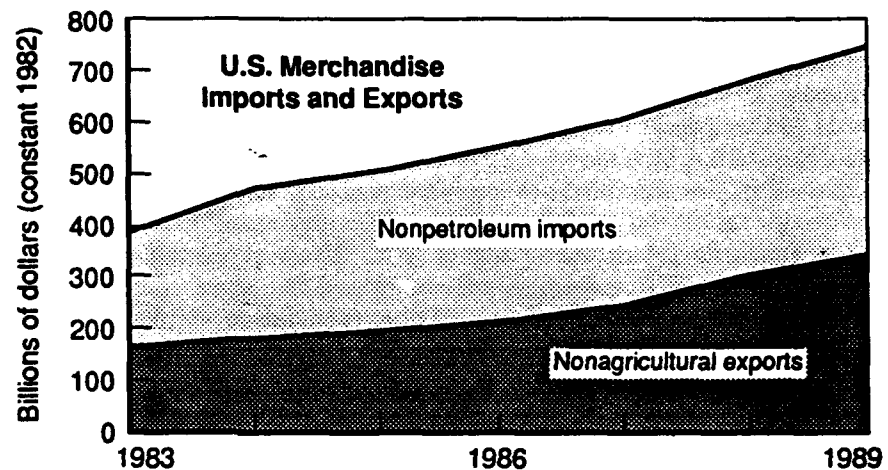 U.S. Merchandise
Imports and Exports
Billions of dollars (constant 1982)
800
700
600
500
400
300
200
100
0
Nonpetroleum imports
Nonagricultural exports
1983
1986
1989